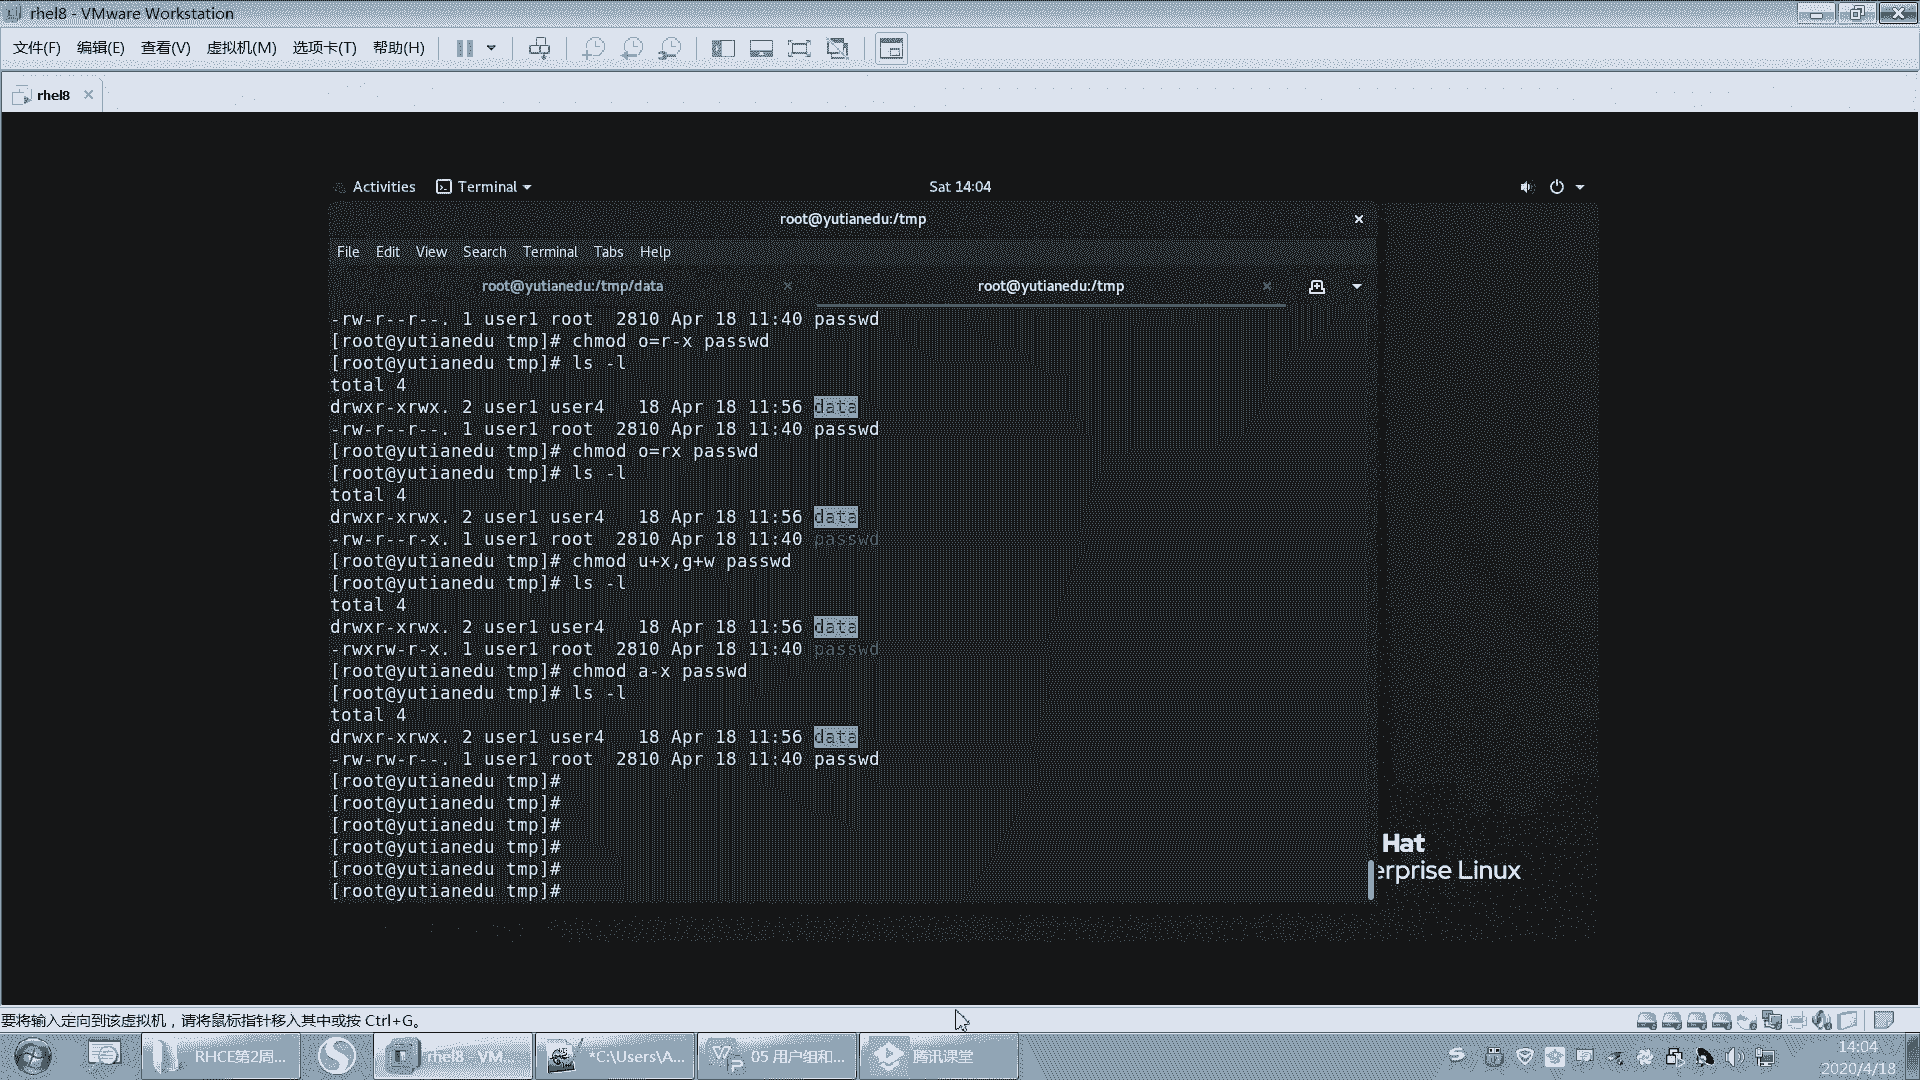 rhel8 - VMware Workstation
文件(F) 编辑(E) 查看(V) 虚拟机(M) 选项卡(T) 帮助(H)
rhel8
Activities Terminal Sat 14:04
root@yutianedu:/tmp
File Edit View Search Terminal Tabs Help
root@yutianedu:/tmp/data root@yutianedu:/tmp
-rw-r--r--. 1 user1 root  2810 Apr 18 11:40 passwd
[root@yutianedu tmp]# chmod o=r-x passwd
[root@yutianedu tmp]# ls -l
total 4
drwxr-xrwx. 2 user1 user4   18 Apr 18 11:56 data
-rw-r--r--. 1 user1 root  2810 Apr 18 11:40 passwd
[root@yutianedu tmp]# chmod o=rx passwd
[root@yutianedu tmp]# ls -l
total 4
drwxr-xrwx. 2 user1 user4   18 Apr 18 11:56 data
-rw-r--r-x. 1 user1 root  2810 Apr 18 11:40 passwd
[root@yutianedu tmp]# chmod u+x,g+w passwd
[root@yutianedu tmp]# ls -l
total 4
drwxr-xrwx. 2 user1 user4   18 Apr 18 11:56 data
-rwxrw-r-x. 1 user1 root  2810 Apr 18 11:40 passwd
[root@yutianedu tmp]# chmod a-x passwd
[root@yutianedu tmp]# ls -l
total 4
drwxr-xrwx. 2 user1 user4   18 Apr 18 11:56 data
-rw-rw-r--. 1 user1 root  2810 Apr 18 11:40 passwd
[root@yutianedu tmp]#
[root@yutianedu tmp]#
[root@yutianedu tmp]#
[root@yutianedu tmp]#
[root@yutianedu tmp]#
[root@yutianedu tmp]#
Hat
erprise Linux
要将输入定向到该虚拟机，请将鼠标指针移入其中或按 Ctrl+G。
RHCE第2周... rhel8 - VM... *C:\Users\A... 05 用户组和... 腾讯课堂
14:04
2020/4/18